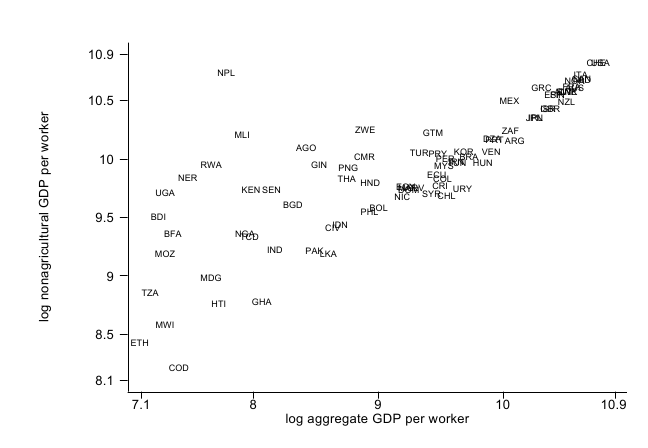 10.9
NPL
ITA
GRC
MEX
10.5
NZL
ZWE
GTM
ZAF
MLI
ARG
AGO
KOR
VEN
TUR
PRY
CMR
BRA
10
RWA
GIN
HUN
PNG
MYS
ECU
NER
THA
HND
COL
CRI
UGA
KEN SEN
URY
SYR
CHL
NIC
BGD
BOL
PHL
9.5
BDI
IDN
CIV
BFA
NGA
TCD
MOZ
IND
PAK
LKA
9
MDG
TZA
HTI
GHA
MWI
8.5
ETH
COD
8.1
7.1
8
9
10
10.9
log aggregate GDP per worker
log nonagricultural GDP per worker